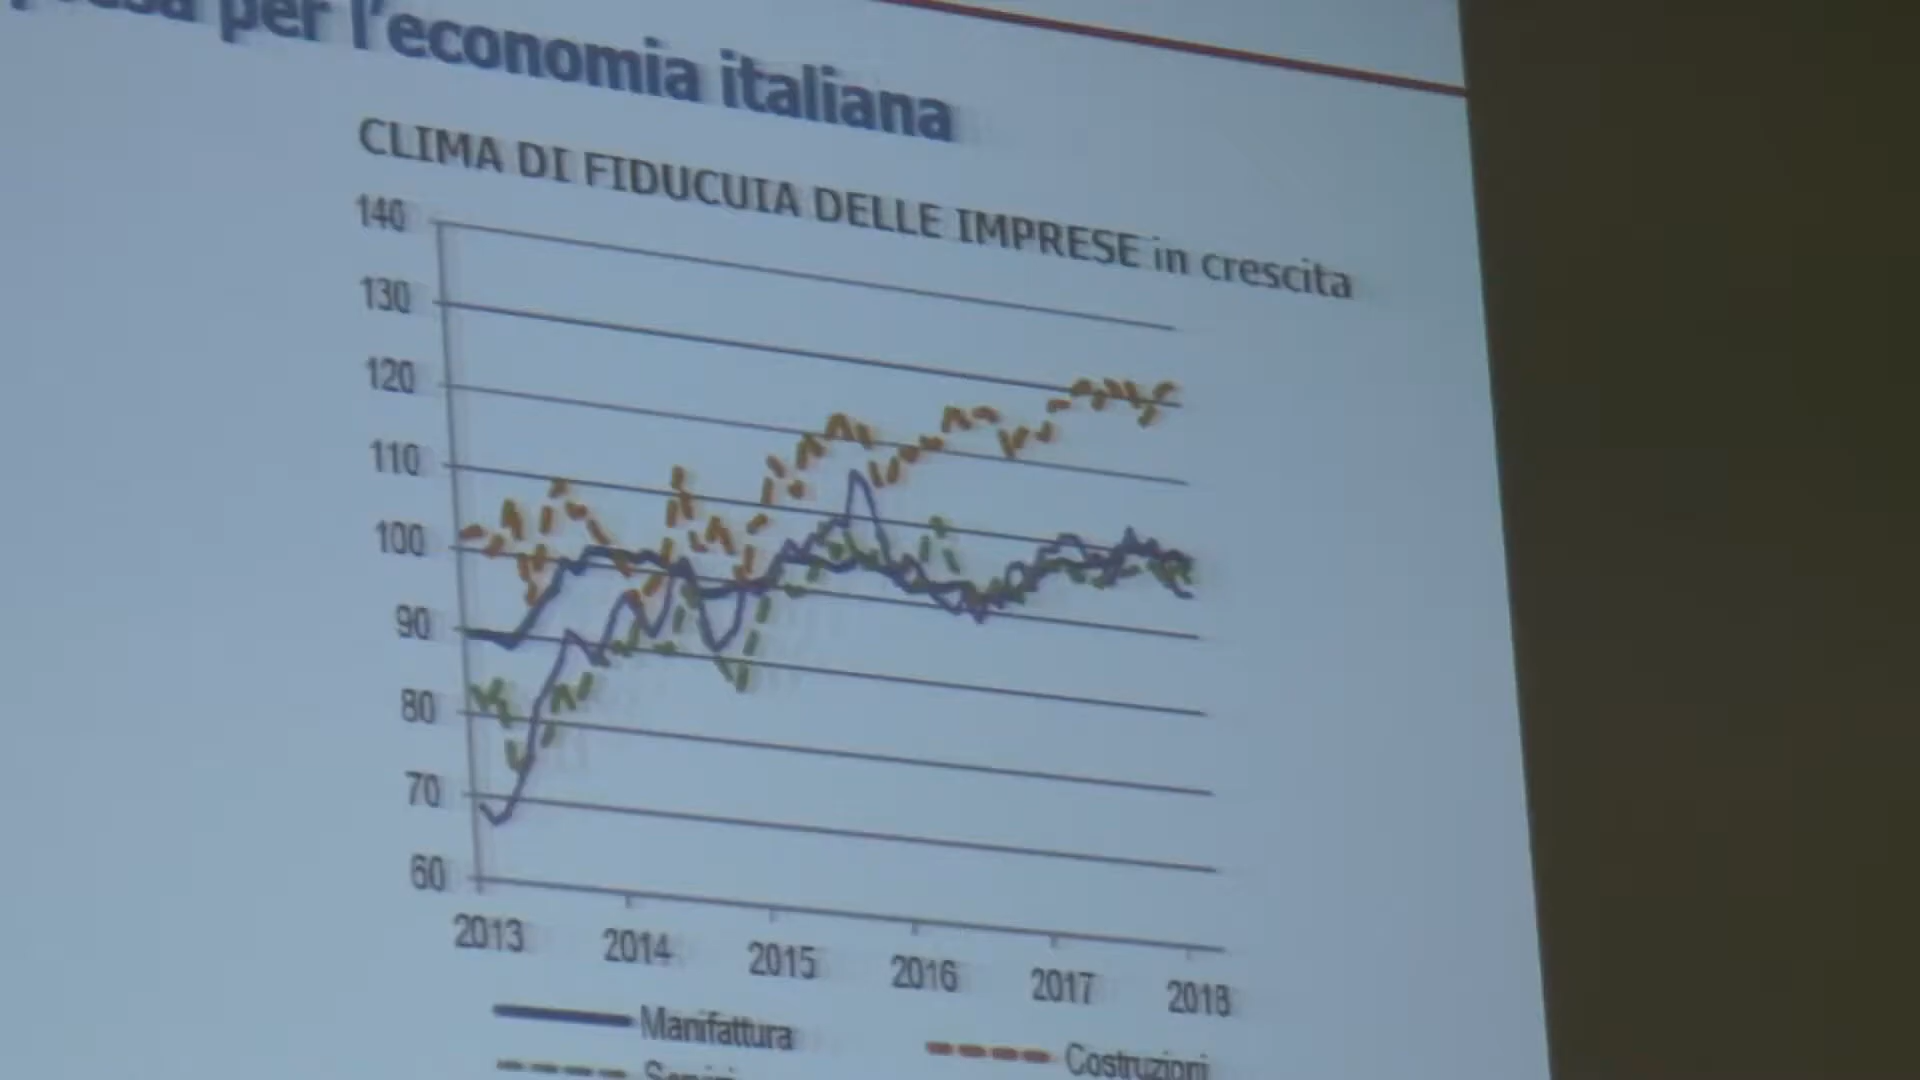 per l'economia italiana
CLIMA DI FIDUCUIA DELLE IMPRESE in crescita
140
130
120
110
100
90
80
70
60
2013 2014 2015 2016 2017 2018
Manifattura
Costruzioni